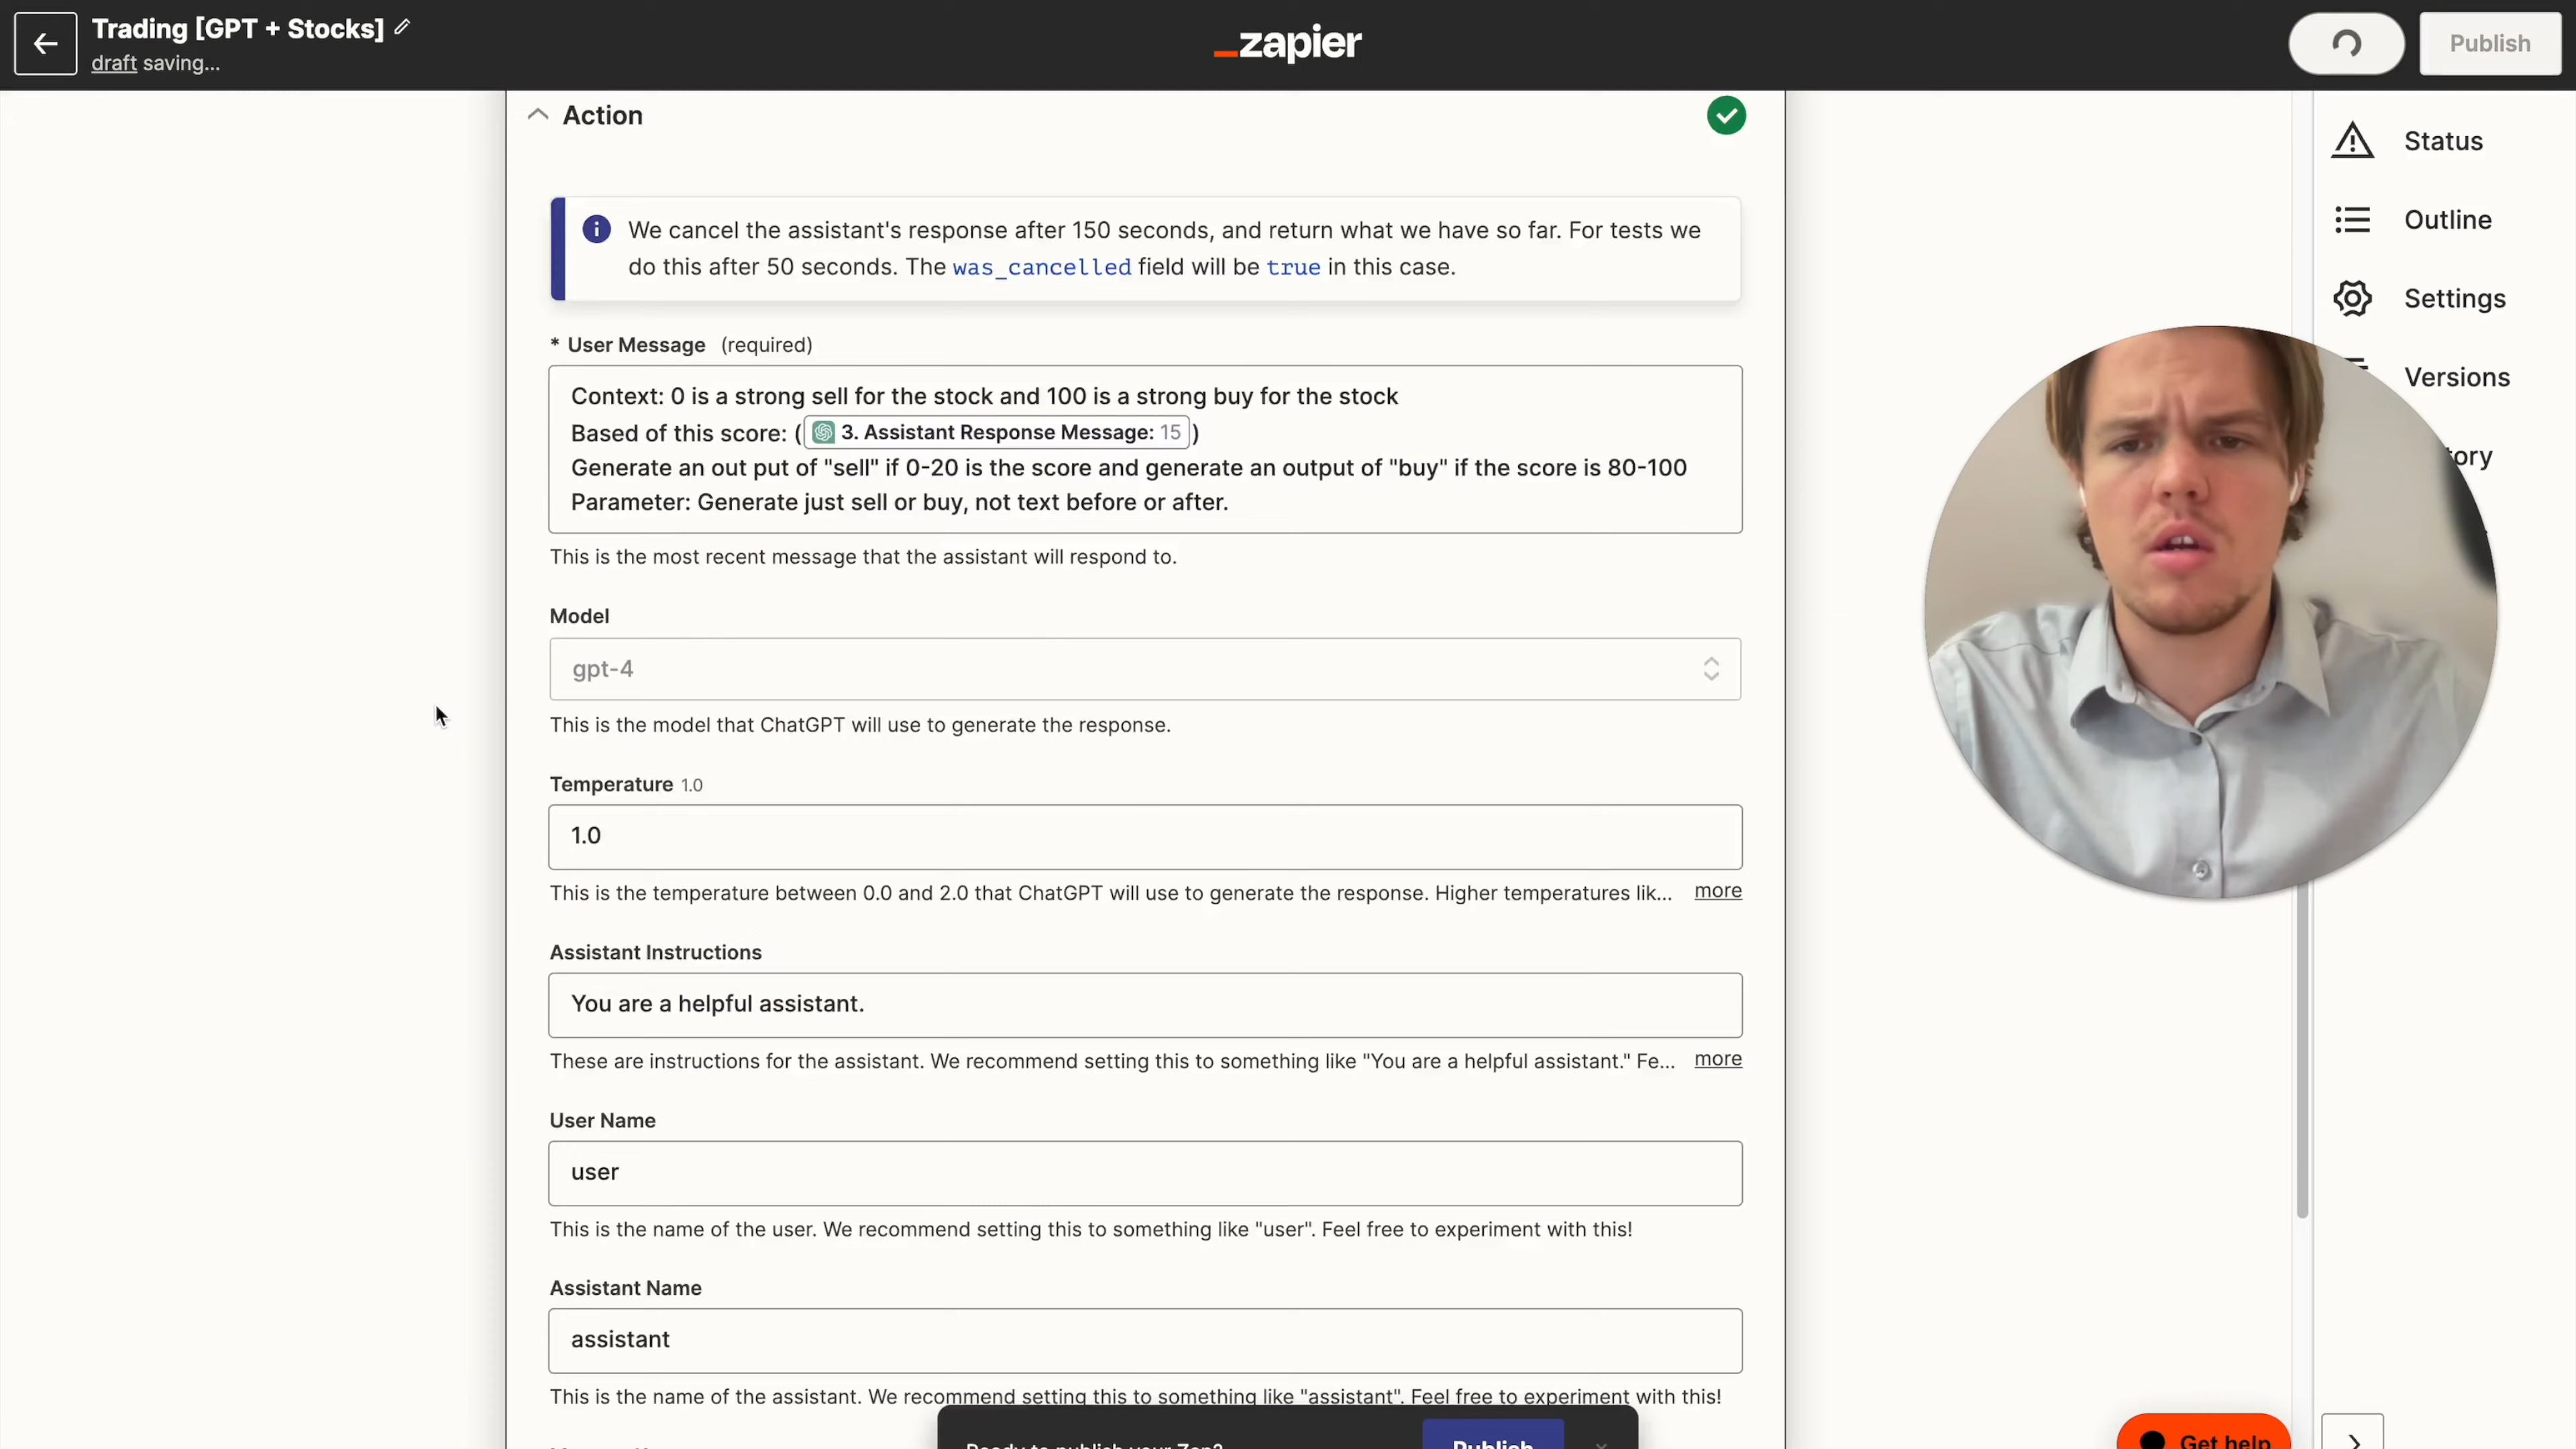 Trading [GPT + Stocks]
draft saving...
zapier
Publish
Action
Status
Outline
Settings
Versions
We cancel the assistant's response after 150 seconds, and return what we have so far. For tests we
do this after 50 seconds. The was_cancelled field will be true in this case.
* User Message (required)
Context: 0 is a strong sell for the stock and 100 is a strong buy for the stock
Based of this score: ( 3. Assistant Response Message: 15 )
Generate an out put of "sell" if 0-20 is the score and generate an output of "buy" if the score is 80-100
Parameter: Generate just sell or buy, not text before or after.
This is the most recent message that the assistant will respond to.
Model
gpt-4
This is the model that ChatGPT will use to generate the response.
Temperature 1.0
1.0
This is the temperature between 0.0 and 2.0 that ChatGPT will use to generate the response. Higher temperatures lik... more
Assistant Instructions
You are a helpful assistant.
These are instructions for the assistant. We recommend setting this to something like "You are a helpful assistant." Fe... more
User Name
user
This is the name of the user. We recommend setting this to something like "user". Feel free to experiment with this!
Assistant Name
assistant
This is the name of the assistant. We recommend setting this to something like "assistant". Feel free to experiment with this!
Ready to publish your Zap?
Publish
Get help